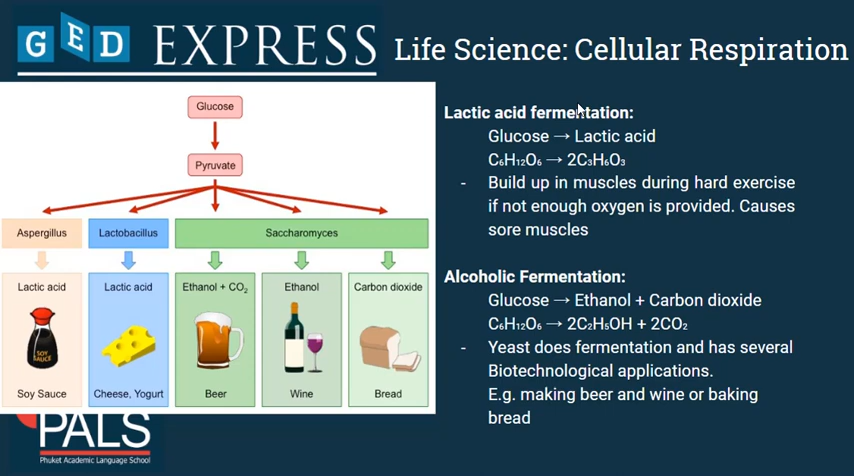 GED EXPRESS
Life Science: Cellular Respiration
Glucose
Pyruvate
Aspergillus
Lactobacillus
Saccharomyces
Lactic acid
Lactic acid
Ethanol + CO₂
Ethanol
Carbon dioxide
SOY
SAUCE
Soy Sauce
Cheese, Yogurt
Beer
Wine
Bread
PALS
Phuket Academic Language School
Lactic acid fermentation:
Glucose → Lactic acid
C₆H₁₂O₆ → 2C₃H₆O₃
- Build up in muscles during hard exercise
if not enough oxygen is provided. Causes
sore muscles
Alcoholic Fermentation:
Glucose → Ethanol + Carbon dioxide
C₆H₁₂O₆ → 2C₂H₅OH + 2CO₂
- Yeast does fermentation and has several
Biotechnological applications.
E.g. making beer and wine or baking
bread